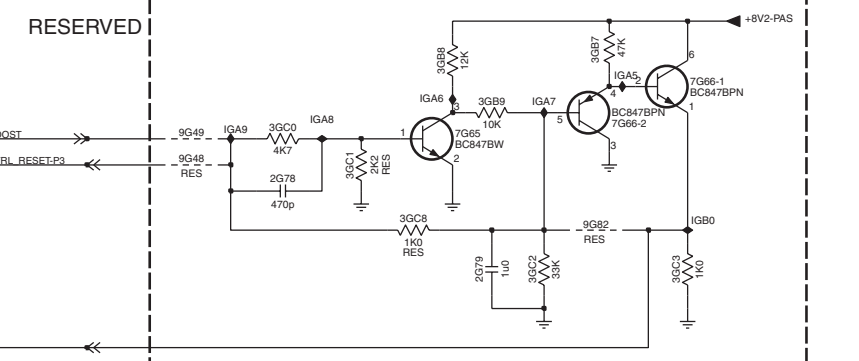 RESERVED
+8V2-PAS
3GB8
12K
3GB7
47K
6
IGA5
2
7G66-1
BC847BPN
1
IGA6
3
3GB9
10K
IGA7
4
5
BC847BPN
7G66-2
3
OOST
9G49
IGA9
3GC0
4K7
IGA8
1
7G65
BC847BW
2
TRL_RESET-P3
9G48
RES
3GC1
2K2
RES
2G78
470p
3GC8
1K0
RES
9G82
RES
IGB0
2G79
1u0
3GC2
33K
3GC3
1K0